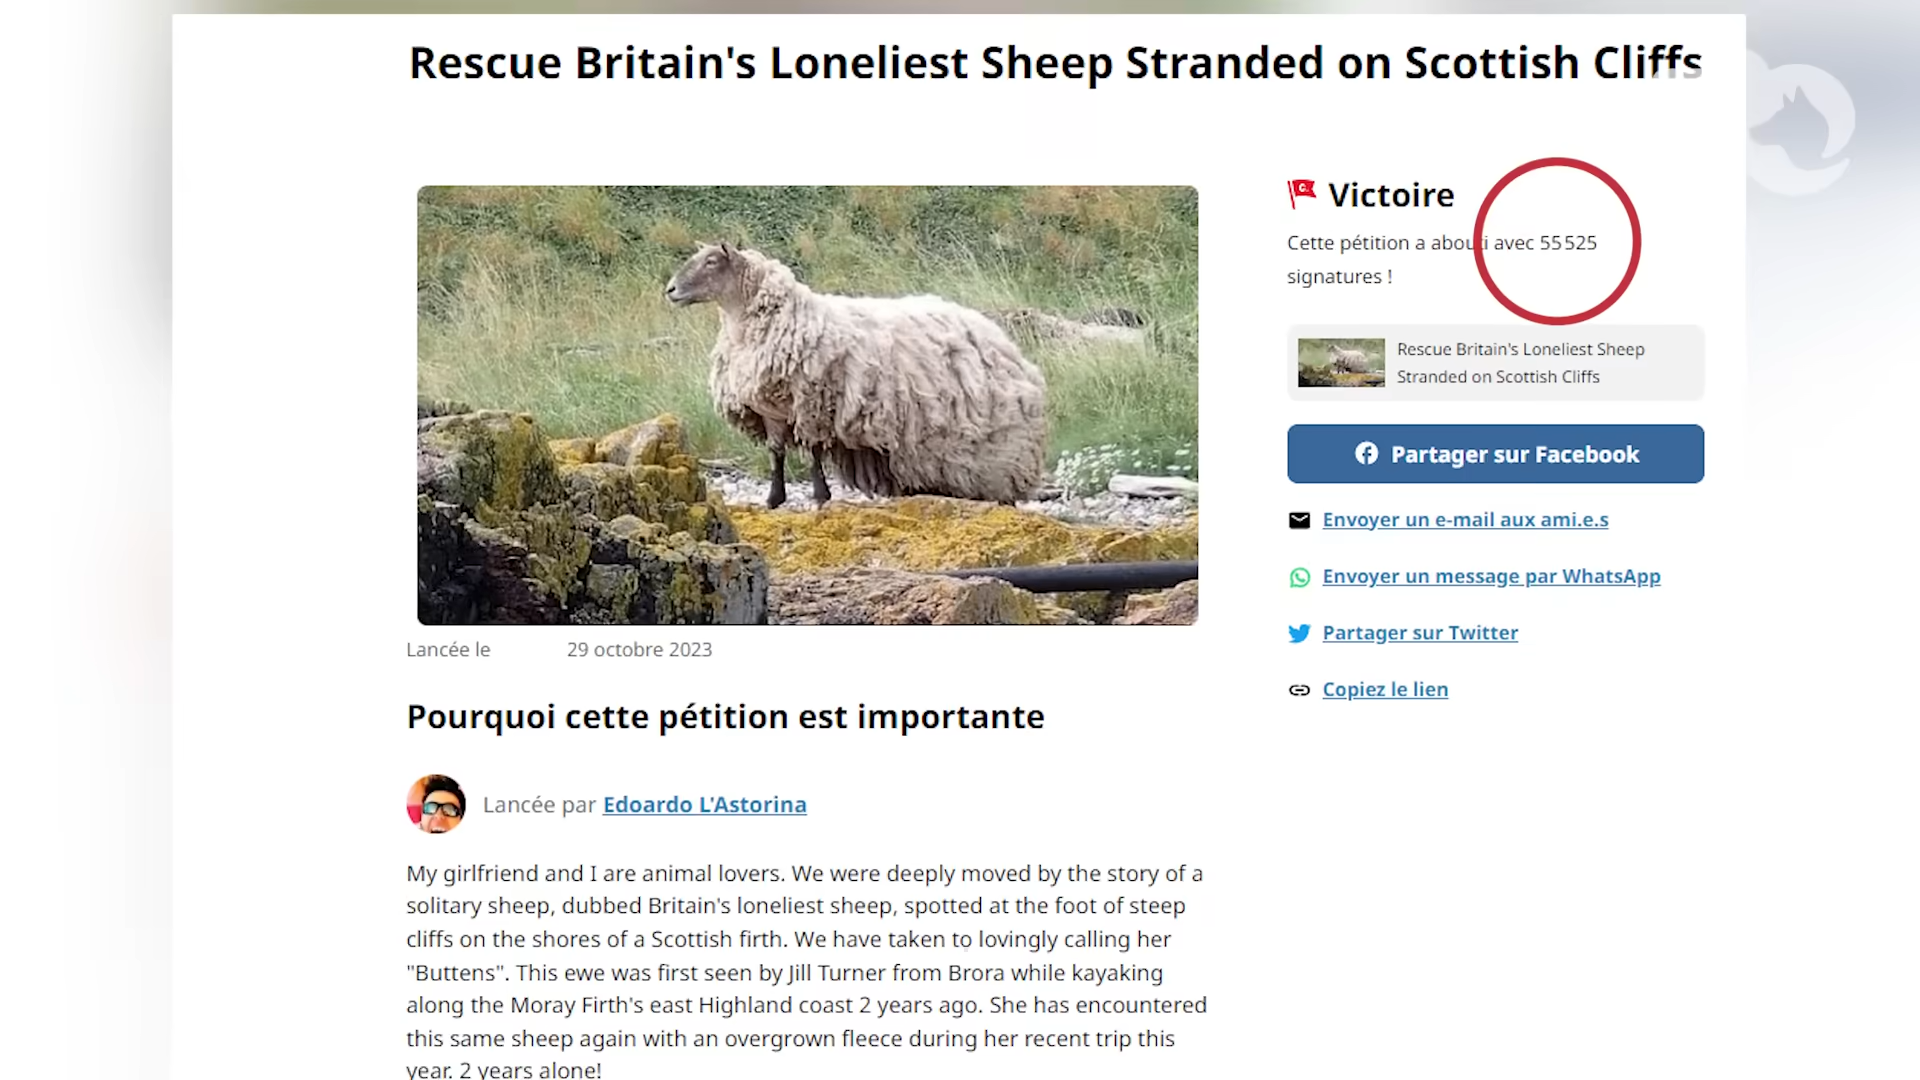 Rescue Britain's Loneliest Sheep Stranded on Scottish Cliffs
Victoire
Cette pétition a abouti avec 55 525
signatures !
Rescue Britain's Loneliest Sheep
Stranded on Scottish Cliffs
Partager sur Facebook
Envoyer un e-mail aux ami.e.s
Envoyer un message par WhatsApp
Partager sur Twitter
Copiez le lien
Lancée le 29 octobre 2023
Pourquoi cette pétition est importante
Lancée par Edoardo L'Astorina
My girlfriend and I are animal lovers. We were deeply moved by the story of a
solitary sheep, dubbed Britain's loneliest sheep, spotted at the foot of steep
cliffs on the shores of a Scottish firth. We have taken to lovingly calling her
"Buttens". This ewe was first seen by Jill Turner from Brora while kayaking
along the Moray Firth's east Highland coast 2 years ago. She has encountered
this same sheep again with an overgrown fleece during her recent trip this
year. 2 years alone!